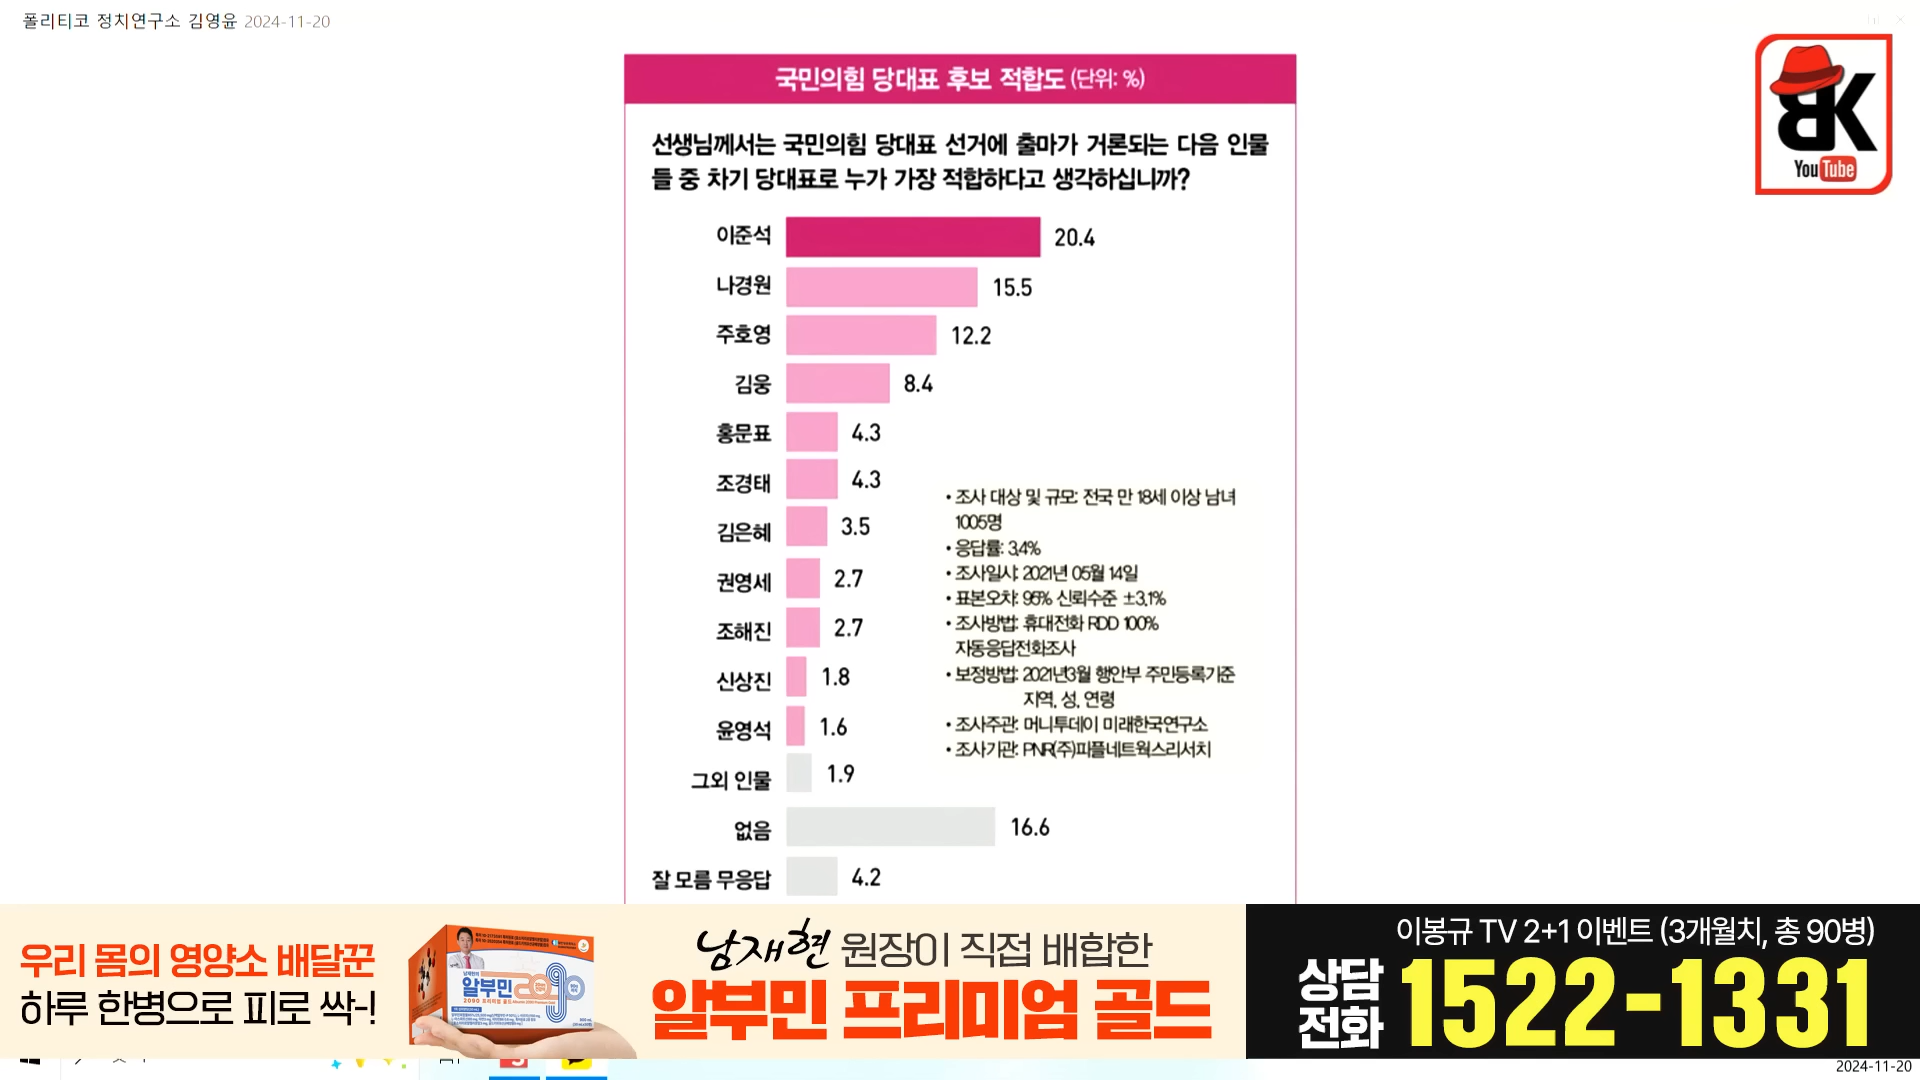 폴리티코 정치연구소 김영윤 2024-11-20
BK
YouTube
국민의힘 당대표 후보 적합도 (단위: %)
선생님께서는 국민의힘 당대표 선거에 출마가 거론되는 다음 인물
들 중 차기 당대표로 누가 가장 적합하다고 생각하십니까?
이준석 20.4
나경원 15.5
주호영 12.2
김웅 8.4
홍문표 4.3
조경태 4.3
김은혜 3.5
권영세 2.7
조해진 2.7
신상진 1.8
윤영석 1.6
그외 인물 1.9
없음 16.6
잘 모름 무응답 4.2
• 조사 대상 및 규모: 전국 만 18세 이상 남녀
1005명
• 응답률: 3.4%
• 조사일시: 2021년 05월 14일
• 표본오차: 95% 신뢰수준 ±3.1%
• 조사방법: 휴대전화 RDD 100%
자동응답전화조사
• 보정방법: 2021년3월 행안부 주민등록기준
지역, 성, 연령
• 조사주관: 머니투데이 미래한국연구소
• 조사기관: PNR(주)피플네트웍스리서치
우리 몸의 영양소 배달꾼
하루 한병으로 피로 싹~!
알부민
남재현 원장이 직접 배합한
알부민 프리미엄 골드
이봉규 TV 2+1 이벤트 (3개월치, 총 90병)
상담
전화
1522-1331
2024-11-20